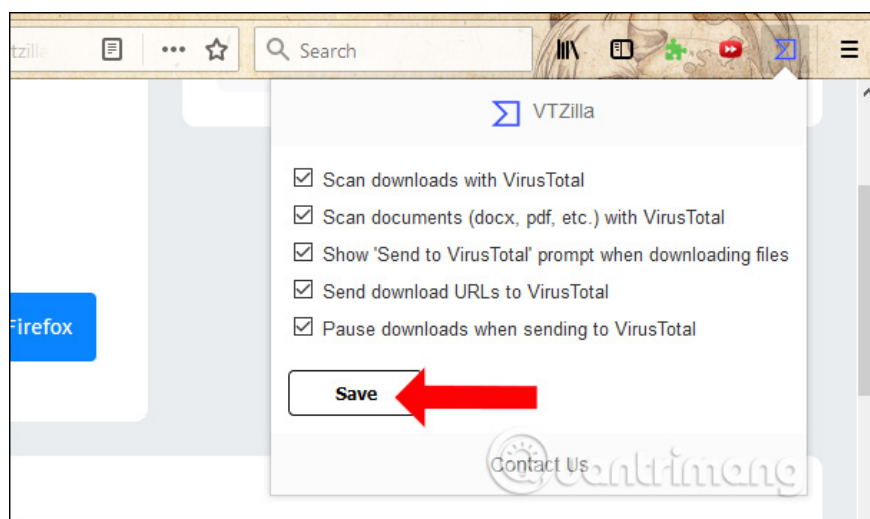 tzilla
Search
VTZilla
Scan downloads with VirusTotal
Scan documents (docx, pdf, etc.) with VirusTotal
Show 'Send to VirusTotal' prompt when downloading files
Send download URLs to VirusTotal
Pause downloads when sending to VirusTotal
Firefox
Save
Contact Us
uantrimang